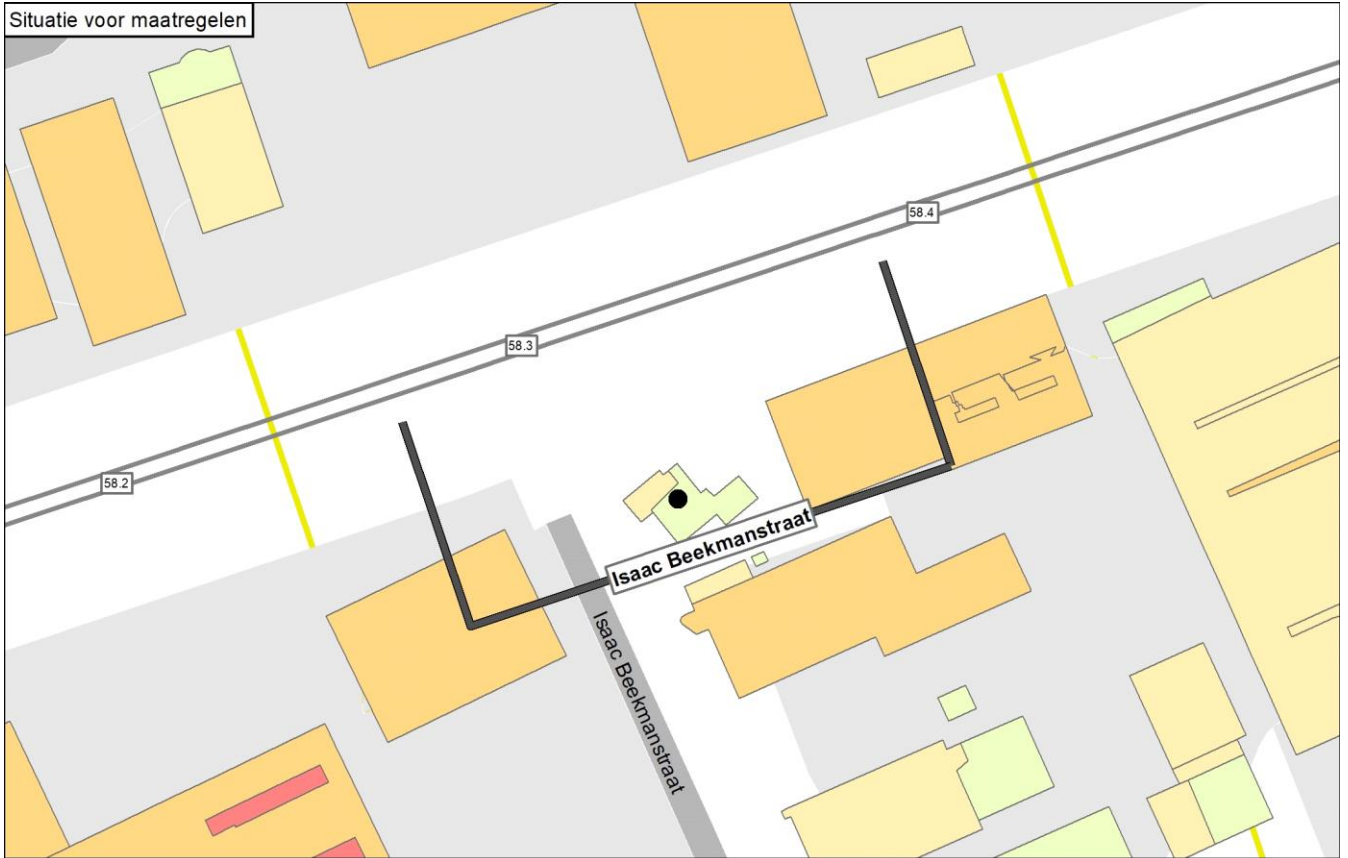 Situatie voor maatregelen
58.4
58.3
58.2
Isaac Beekmanstraat
Isaac Beekmanstraat